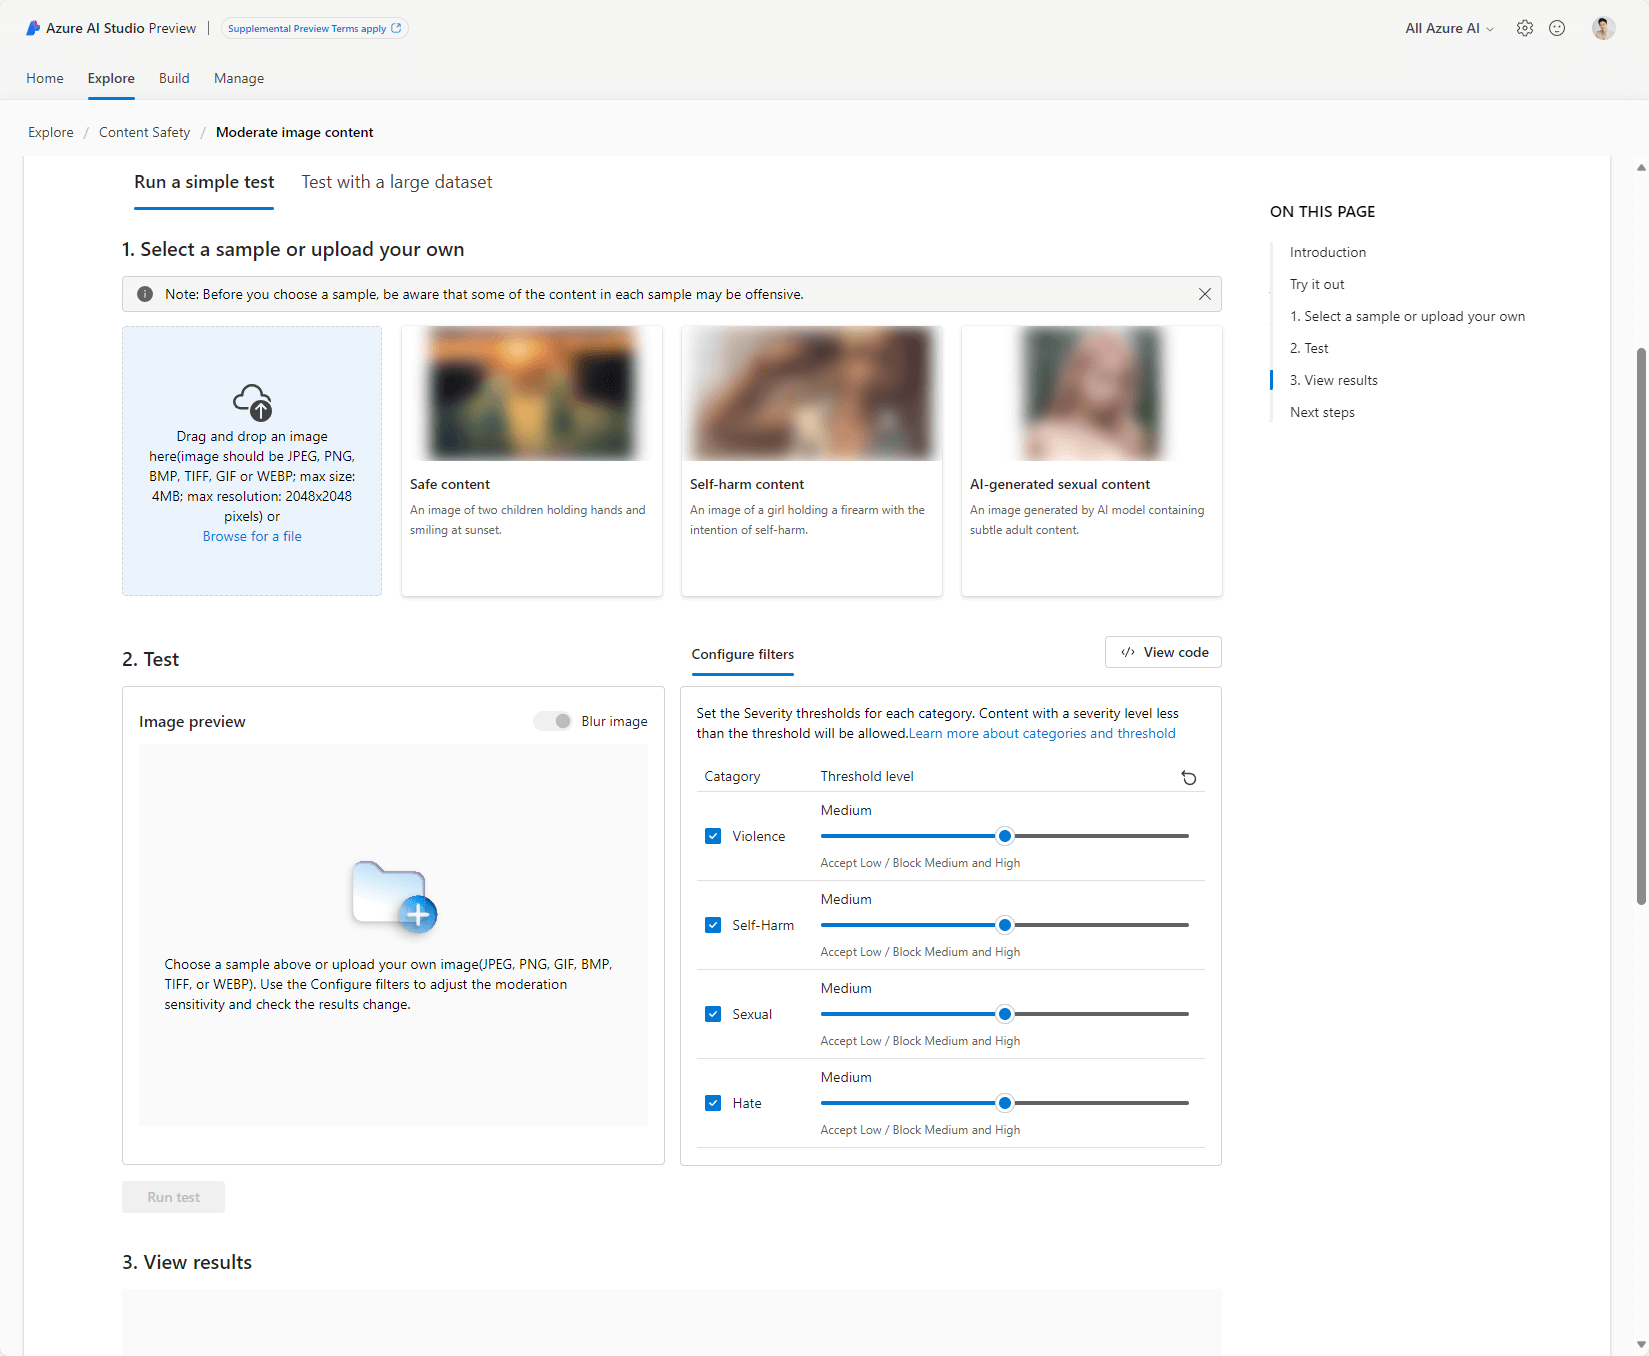 Azure AI Studio Preview | Supplemental Preview Terms apply
All Azure AI
Home Explore Build Manage
Explore / Content Safety / Moderate image content
Run a simple test Test with a large dataset
1. Select a sample or upload your own
Note: Before you choose a sample, be aware that some of the content in each sample may be offensive.
Drag and drop an image
here(image should be JPEG, PNG,
BMP, TIFF, GIF or WEBP; max size:
4MB; max resolution: 2048x2048
pixels) or
Browse for a file
Safe content
An image of two children holding hands and
smiling at sunset.
Self-harm content
An image of a girl holding a firearm with the
intention of self-harm.
AI-generated sexual content
An image generated by AI model containing
subtle adult content.
ON THIS PAGE
Introduction
Try it out
1. Select a sample or upload your own
2. Test
3. View results
Next steps
2. Test
Image preview
Blur image
Choose a sample above or upload your own image(JPEG, PNG, GIF, BMP,
TIFF, or WEBP). Use the Configure filters to adjust the moderation
sensitivity and check the results change.
Run test
Configure filters
</> View code
Set the Severity thresholds for each category. Content with a severity level less
than the threshold will be allowed.Learn more about categories and threshold
Catagory Threshold level
Medium
Violence
Accept Low / Block Medium and High
Medium
Self-Harm
Accept Low / Block Medium and High
Medium
Sexual
Accept Low / Block Medium and High
Medium
Hate
Accept Low / Block Medium and High
3. View results